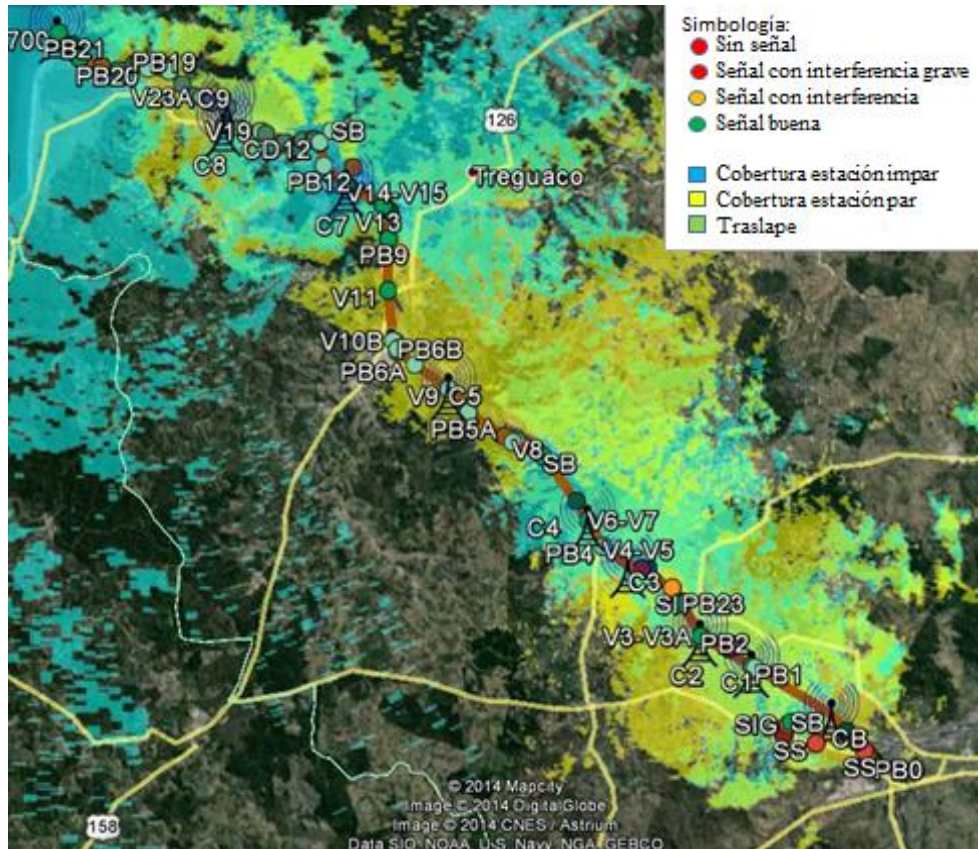 Simbología:
Sin señal
Señal con interferencia grave
Señal con interferencia
Señal buena
Cobertura estación impar
Cobertura estación par
Traslape
700
PB21
PB20
PB19
V23A
C9
126
V19
CD12
SB
C8
PB12
Treguaco
V14-V15
C7
V13
PB9
V11
V10B
PB6B
PB6A
V9
C5
PB5A
V8
SB
C4
V6-V7
PB4
V4-V5
C3
SI
PB23
V3-V3A
PB2
C2
C1
PB1
SIG
SB
CB
SS
SS
PB0
© 2014 Mapcity
Image © 2014 DigitalGlobe
Image © 2014 CNES / Astrium
Data SIO, NOAA, U.S. Navy, NGA, GEBCO
158